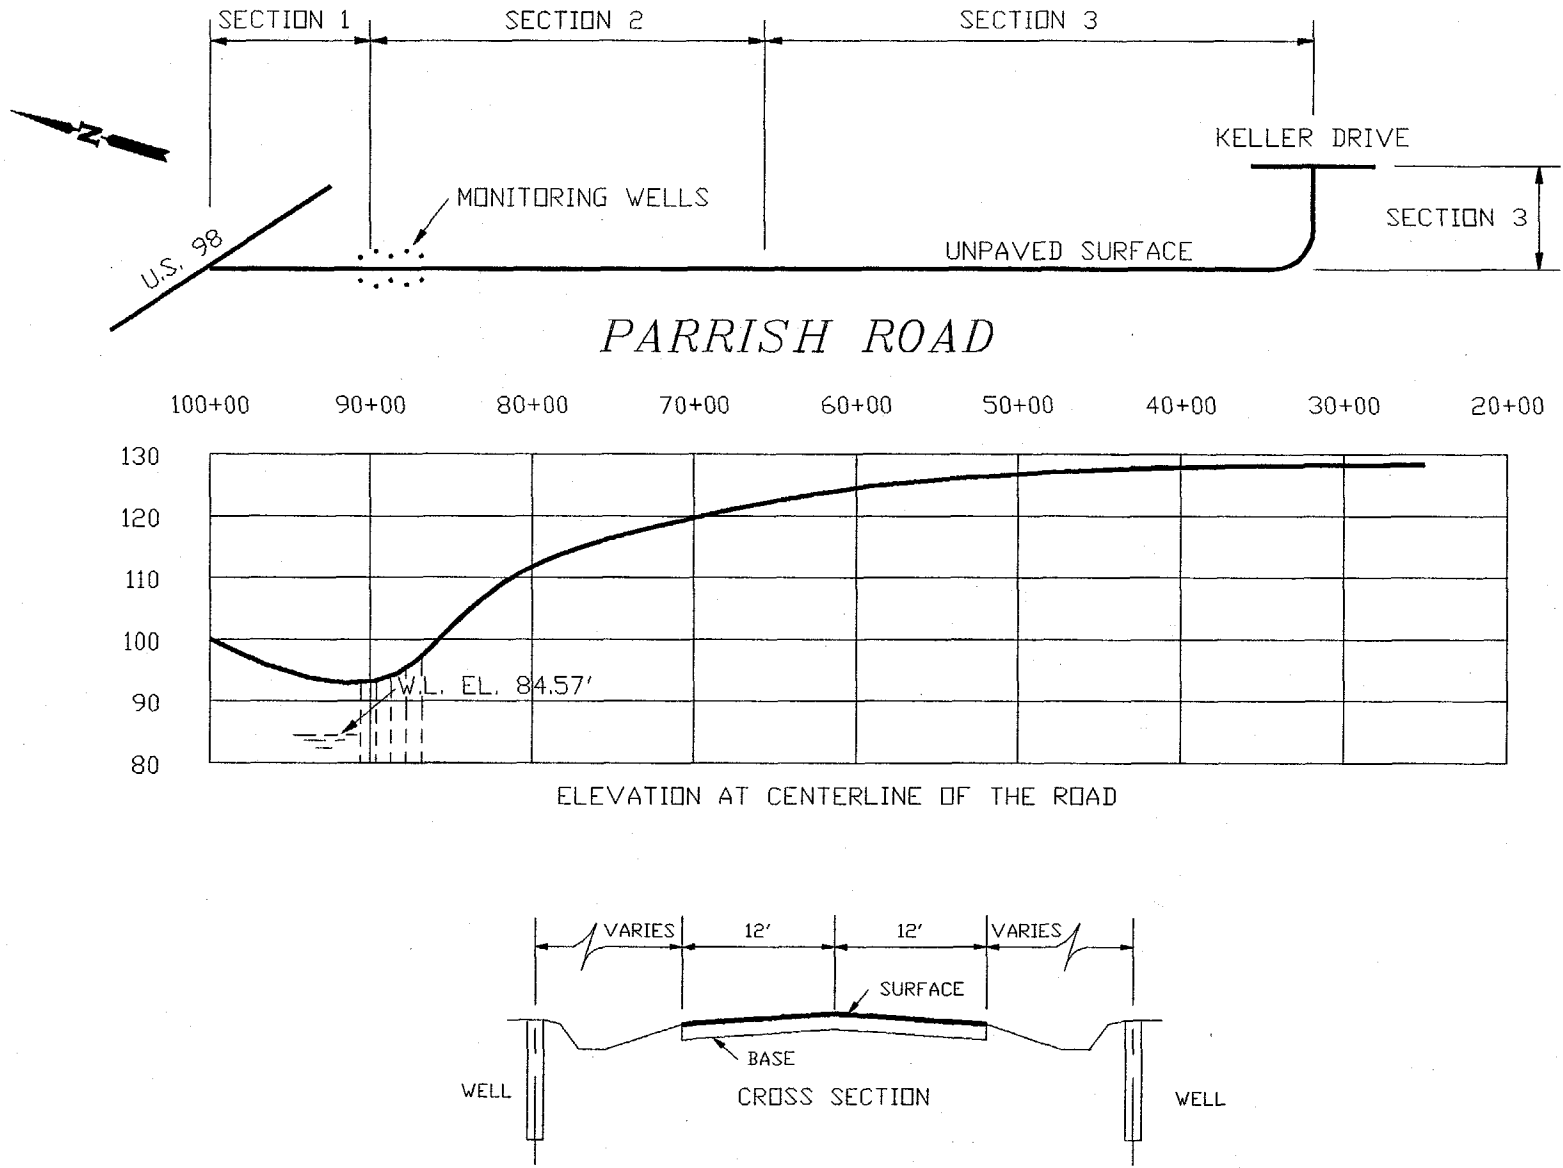 SECTION 1 SECTION 2 SECTION 3
N
KELLER DRIVE
MONITORING WELLS
SECTION 3
U.S. 98
UNPAVED SURFACE
PARRISH ROAD
100+00 90+00 80+00 70+00 60+00 50+00 40+00 30+00 20+00
130
120
110
100
W.L. EL. 84.57'
90
80
ELEVATION AT CENTERLINE OF THE ROAD
VARIES 12' 12' VARIES
SURFACE
BASE
WELL CROSS SECTION WELL